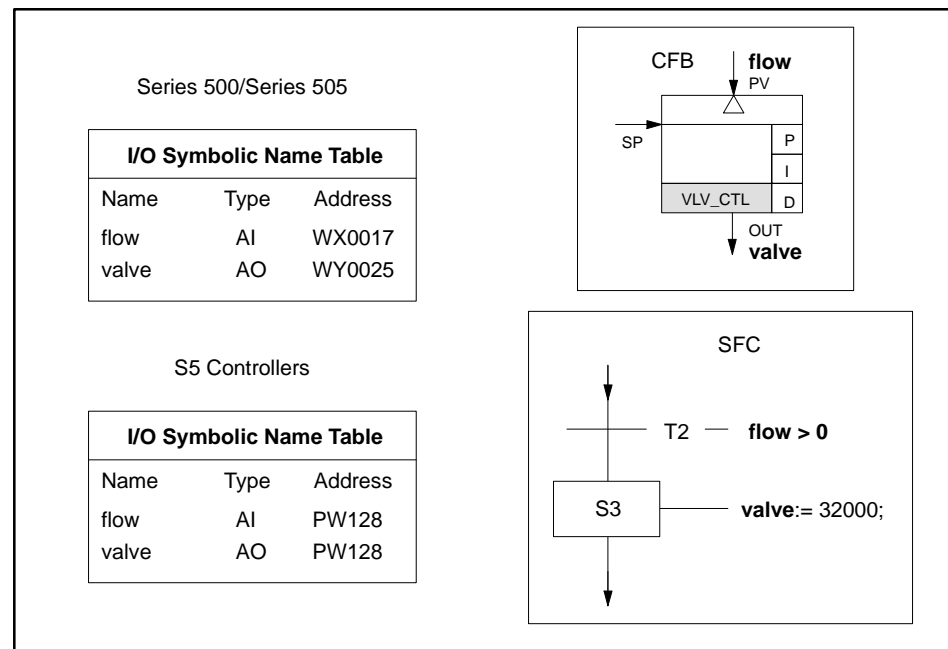 Series 500/Series 505
I/O Symbolic Name Table
Name Type Address
flow AI WX0017
valve AO WY0025
S5 Controllers
I/O Symbolic Name Table
Name Type Address
flow AI PW128
valve AO PW128
CFB flow
PV
SP
P
I
VLV_CTL D
OUT
valve
SFC
T2 flow > 0
S3 valve:= 32000;